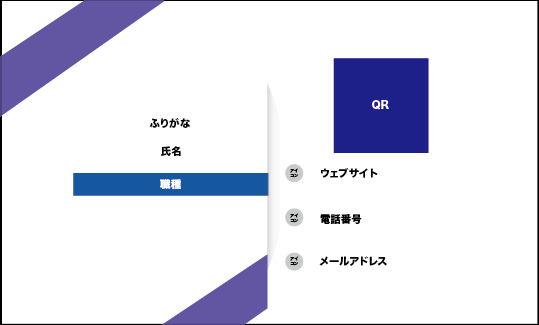 ふりがな
氏名
職種
QR
アイコン
ウェブサイト
アイコン
電話番号
アイコン
メールアドレス